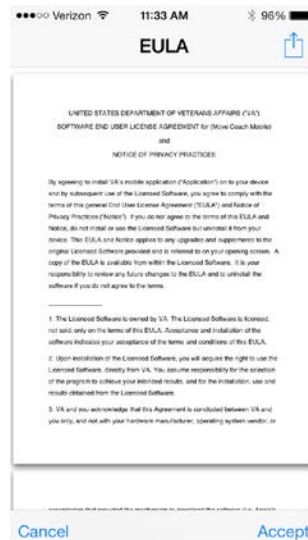 Verizon 11:33 AM 96%
EULA
UNITED STATES DEPARTMENT OF VETERANS AFFAIRS ("VA")
SOFTWARE END USER LICENSE AGREEMENT for (Move Coach Mobile)
and
NOTICE OF PRIVACY PRACTICES
By agreeing to install VA's mobile application ("Application") on to your device
and by subsequent use of the Licensed Software, you agree to comply with the
terms of this general End User License Agreement ("EULA") and Notice of
Privacy Practices ("Notice"). If you do not agree to the terms of this EULA and
Notice, do not install or use the Licensed Software but uninstall it from your
device. This EULA and Notice applies to any upgrades and supplements to the
original Licensed Software provided and is referred to on your opening screen. A
copy of the EULA is available from within the Licensed Software. It is your
responsibility to review any future changes to the EULA and to uninstall the
software if you do not agree to the terms.
1. The Licensed Software is owned by VA. The Licensed Software is licensed,
not sold, only on the terms of this EULA. Acceptance and installation of the
software indicates your acceptance of the terms and conditions of this EULA.
2. Upon installation of the Licensed Software, you will acquire the right to use the
Licensed Software, directly from VA. You assume responsibility for the selection
of the program to achieve your intended results, and for the installation, use and
results obtained from the Licensed Software.
3. VA and you acknowledge that this Agreement is concluded between VA and
you only, and not with your hardware manufacturer, operating system vendor, or
Cancel Accept